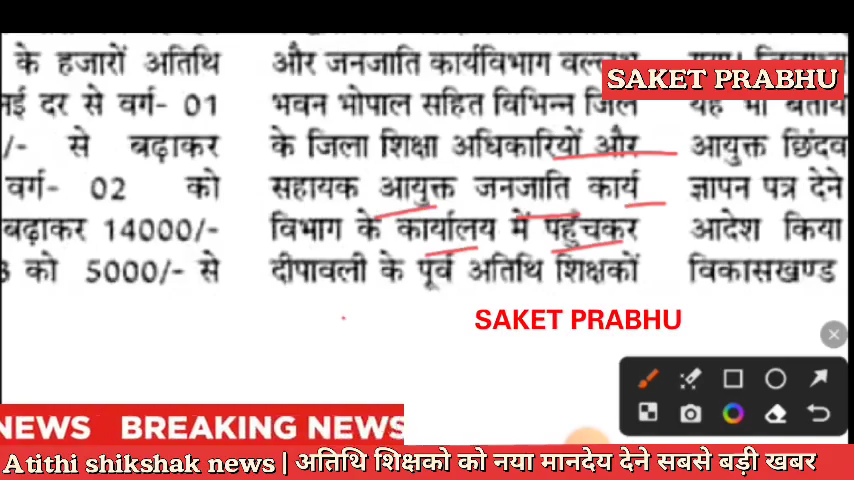 के हजारों अतिथि
नई दर से वर्ग- 01
/- से बढ़ाकर
वर्ग- 02 को
बढ़ाकर 14000/-
को 5000/- से
और जनजाति कार्यविभाग वल्लभ
भवन भोपाल सहित विभिन्न जिले
के जिला शिक्षा अधिकारियों और
सहायक आयुक्त जनजाति कार्य
विभाग के कार्यालय में पहुंचकर
दीपावली के पूर्व अतिथि शिक्षकों
SAKET PRABHU
यह भी
आयुक्त छिंदव
ज्ञापन पत्र देने
आदेश किया
विकासखण्ड
SAKET PRABHU
NEWS BREAKING NEWS
Atithi shikshak news | अतिथि शिक्षको को नया मानदेय देने सबसे बड़ी खबर